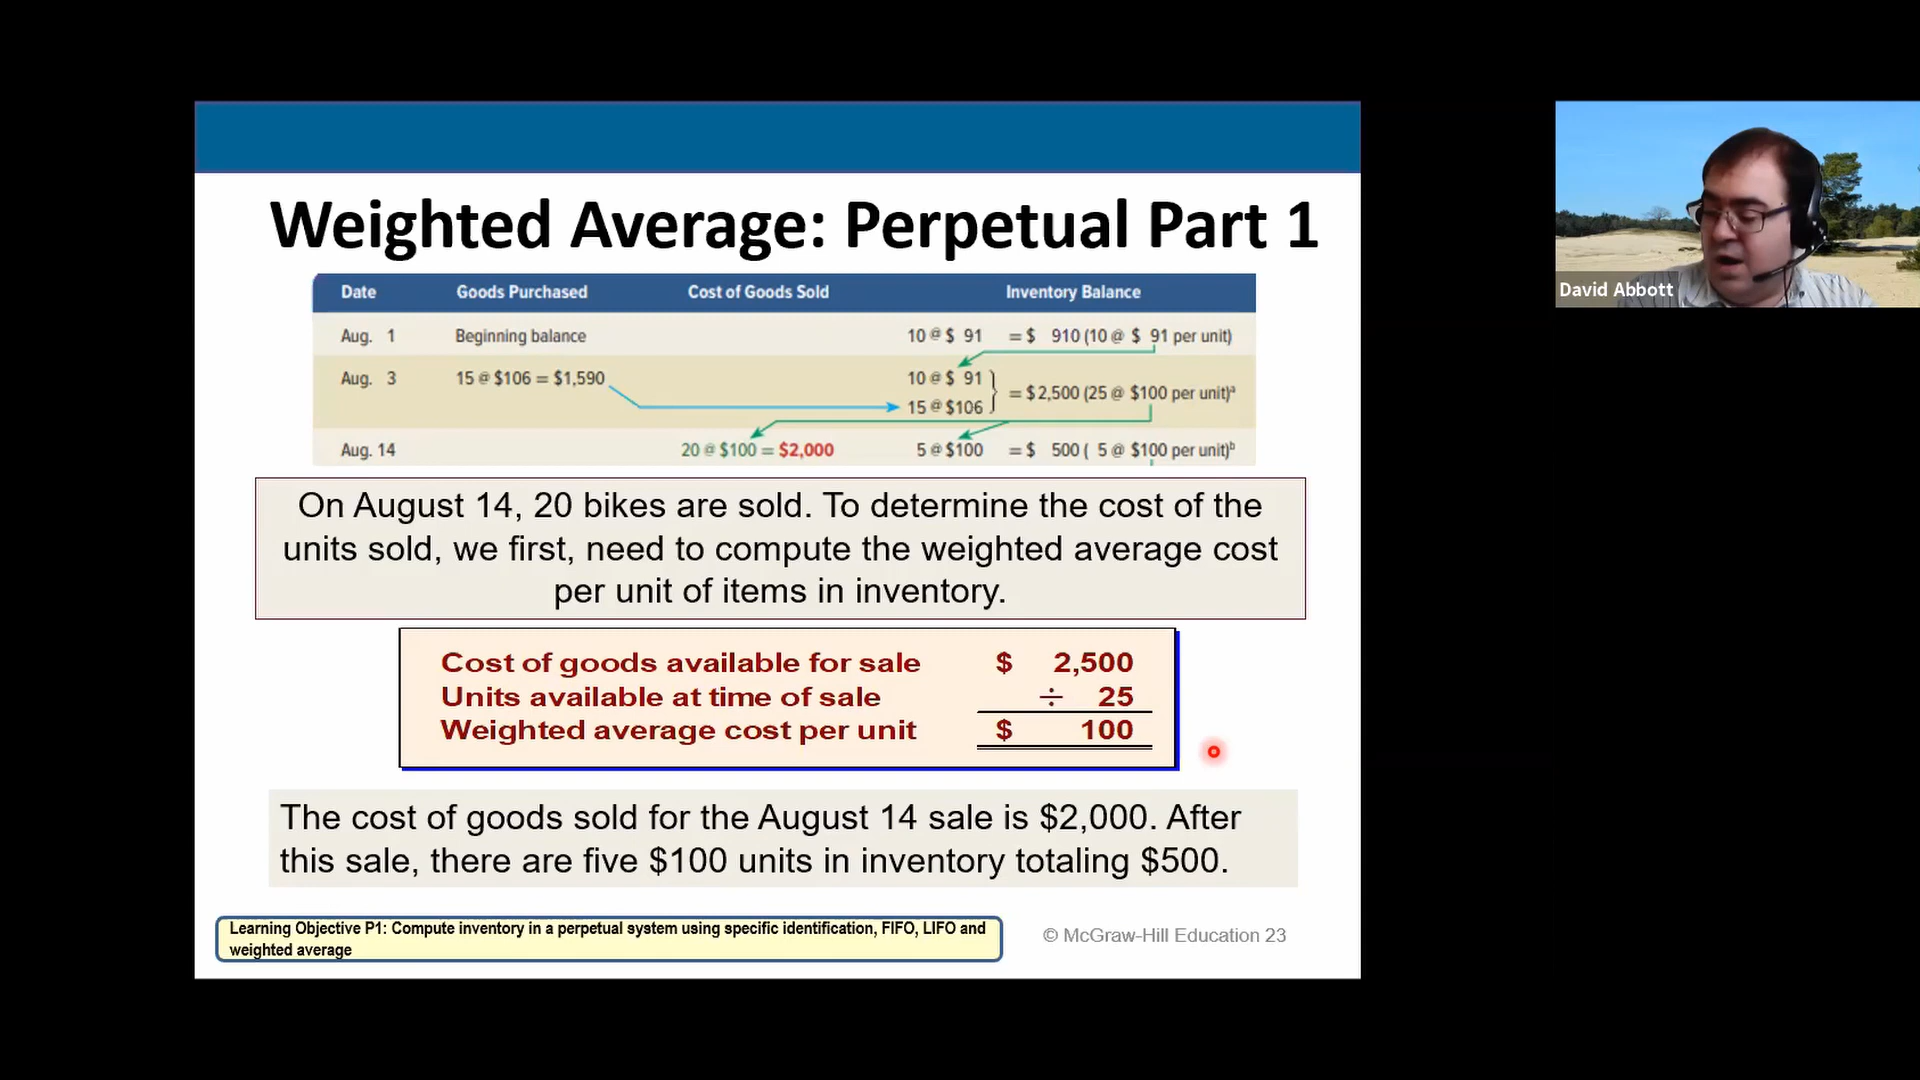 Weighted Average: Perpetual Part 1
Date Goods Purchased Cost of Goods Sold Inventory Balance
Aug. 1 Beginning balance 10 @ $ 91 = $ 910 (10 @ $ 91 per unit)
Aug. 3 15 @ $106 = $1,590 10 @ $ 91
15 @ $106 = $2,500 (25 @ $100 per unit)ᵃ
Aug. 14 20 @ $100 = $2,000 5 @ $100 = $ 500 ( 5 @ $100 per unit)ᵇ
On August 14, 20 bikes are sold. To determine the cost of the
units sold, we first, need to compute the weighted average cost
per unit of items in inventory.
Cost of goods available for sale $ 2,500
Units available at time of sale ÷ 25
Weighted average cost per unit $ 100
The cost of goods sold for the August 14 sale is $2,000. After
this sale, there are five $100 units in inventory totaling $500.
Learning Objective P1: Compute inventory in a perpetual system using specific identification, FIFO, LIFO and
weighted average
© McGraw-Hill Education 23
David Abbott